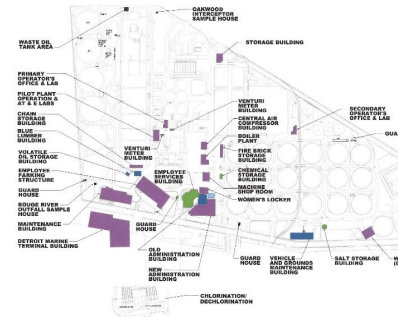 OAKWOOD
INTERCEPTOR
SAMPLE HOUSE
WASTE OIL
TANK AREA
STORAGE BUILDING
PRIMARY
OPERATOR'S
OFFICE & LAB
PILOT PLANT
OPERATION &
AT & E LABS
CHAIN
STORAGE
BUILDING
BLUE
LUMBER
BUILDING
VOLATILE
OIL STORAGE
BUILDING
EMPLOYEE
PARKING
STRUCTURE
GUARD
HOUSE
ROUGE RIVER
OUTFALL SAMPLE
HOUSE
MAINTENANCE
BUILDING
DETROIT MARINE
TERMINAL BUILDING
VENTURI
METER
BUILDING
EMPLOYEE
SERVICES
BUILDING
GUARD
HOUSE
OLD
ADMINISTRATION
BUILDING
NEW
ADMINISTRATION
BUILDING
VENTURI
METER BUILDING
CENTRAL AIR
COMPRESSOR
BUILDING
BOILER
PLANT
FIRE BRICK
STORAGE
BUILDING
CHEMICAL
STORAGE
BUILDING
MACHINE
SHOP ROOM
WOMEN'S LOCKER
SECONDARY
OPERATOR'S
OFFICE & LAB
GUA
GUARD
HOUSE
VEHICLE
AND GROUNDS
MAINTENANCE
BUILDING
SALT STORAGE
BUILDING
CHLORINATION/
DECHLORINATION